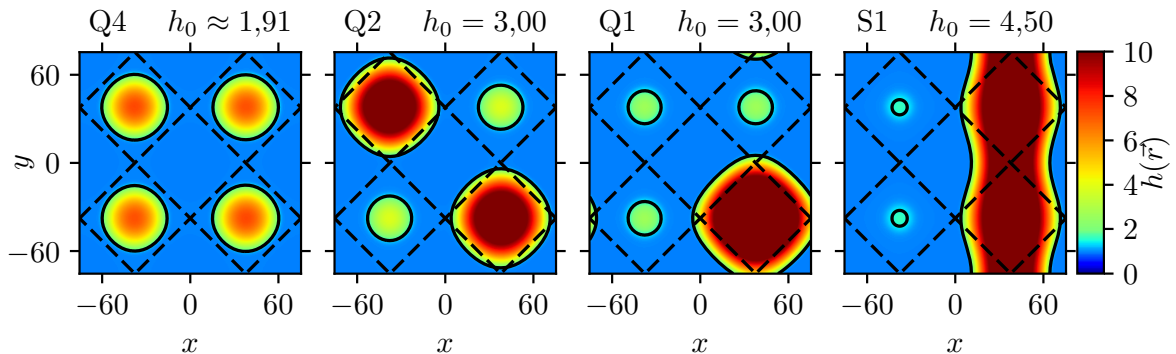 Q4 h₀ ≈ 1,91
Q2 h₀ = 3,00
Q1 h₀ = 3,00
S1 h₀ = 4,50
60
0
−60
y
−60 0 60
x
−60 0 60
x
−60 0 60
x
−60 0 60
x
10
8
6
4
2
0
h(r⃗)